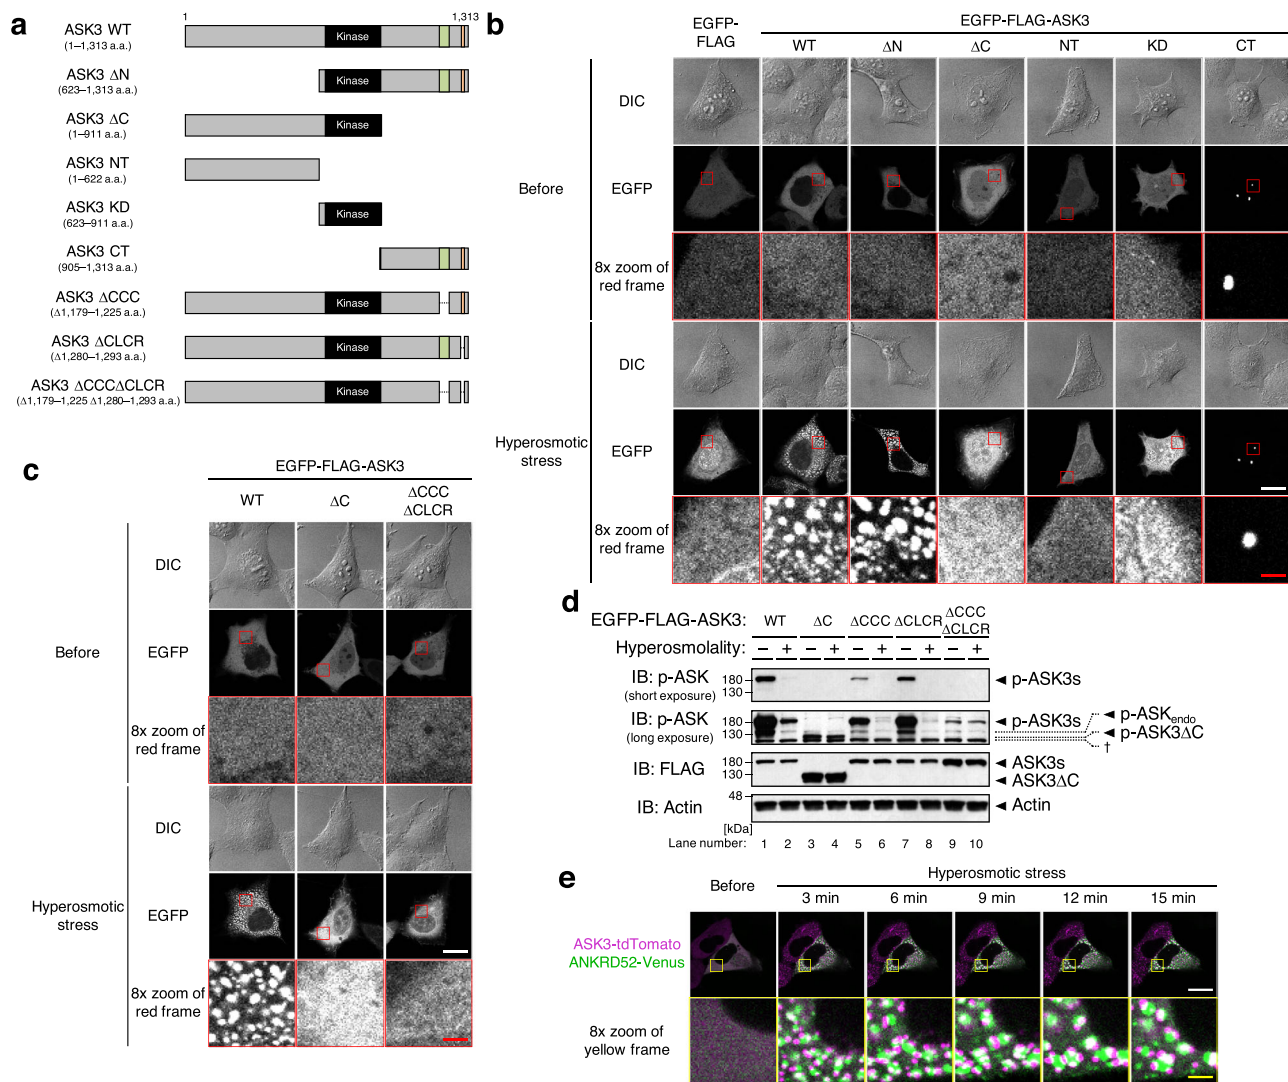 a
1
1,313
ASK3 WT
(1–1,313 a.a.)
Kinase
ASK3 ΔN
(623–1,313 a.a.)
Kinase
ASK3 ΔC
(1–911 a.a.)
Kinase
ASK3 NT
(1–622 a.a.)
ASK3 KD
(623–911 a.a.)
Kinase
ASK3 CT
(905–1,313 a.a.)
ASK3 ΔCCC
(Δ1,179–1,225 a.a.)
Kinase
ASK3 ΔCLCR
(Δ1,280–1,293 a.a.)
Kinase
ASK3 ΔCCCΔCLCR
(Δ1,179–1,225 Δ1,280–1,293 a.a.)
Kinase
b
EGFP-
FLAG
EGFP-FLAG-ASK3
WT ΔN ΔC NT KD CT
Before
DIC
EGFP
8x zoom of
red frame
Hyperosmotic
stress
DIC
EGFP
8x zoom of
red frame
c
EGFP-FLAG-ASK3
WT ΔC ΔCCC
ΔCLCR
Before
DIC
EGFP
8x zoom of
red frame
Hyperosmotic
stress
DIC
EGFP
8x zoom of
red frame
d
EGFP-FLAG-ASK3: WT ΔC ΔCCC ΔCLCR ΔCCC
ΔCLCR
Hyperosmolality: – + – + – + – + – +
IB: p-ASK
(short exposure)
180
130
p-ASK3s
IB: p-ASK
(long exposure)
180
130
p-ASK3s
p-ASKendo
p-ASK3ΔC
†
IB: FLAG
180
130
ASK3s
ASK3ΔC
IB: Actin
48
Actin
[kDa]
Lane number: 1 2 3 4 5 6 7 8 9 10
e
Before
Hyperosmotic stress
3 min 6 min 9 min 12 min 15 min
ASK3-tdTomato
ANKRD52-Venus
8x zoom of
yellow frame